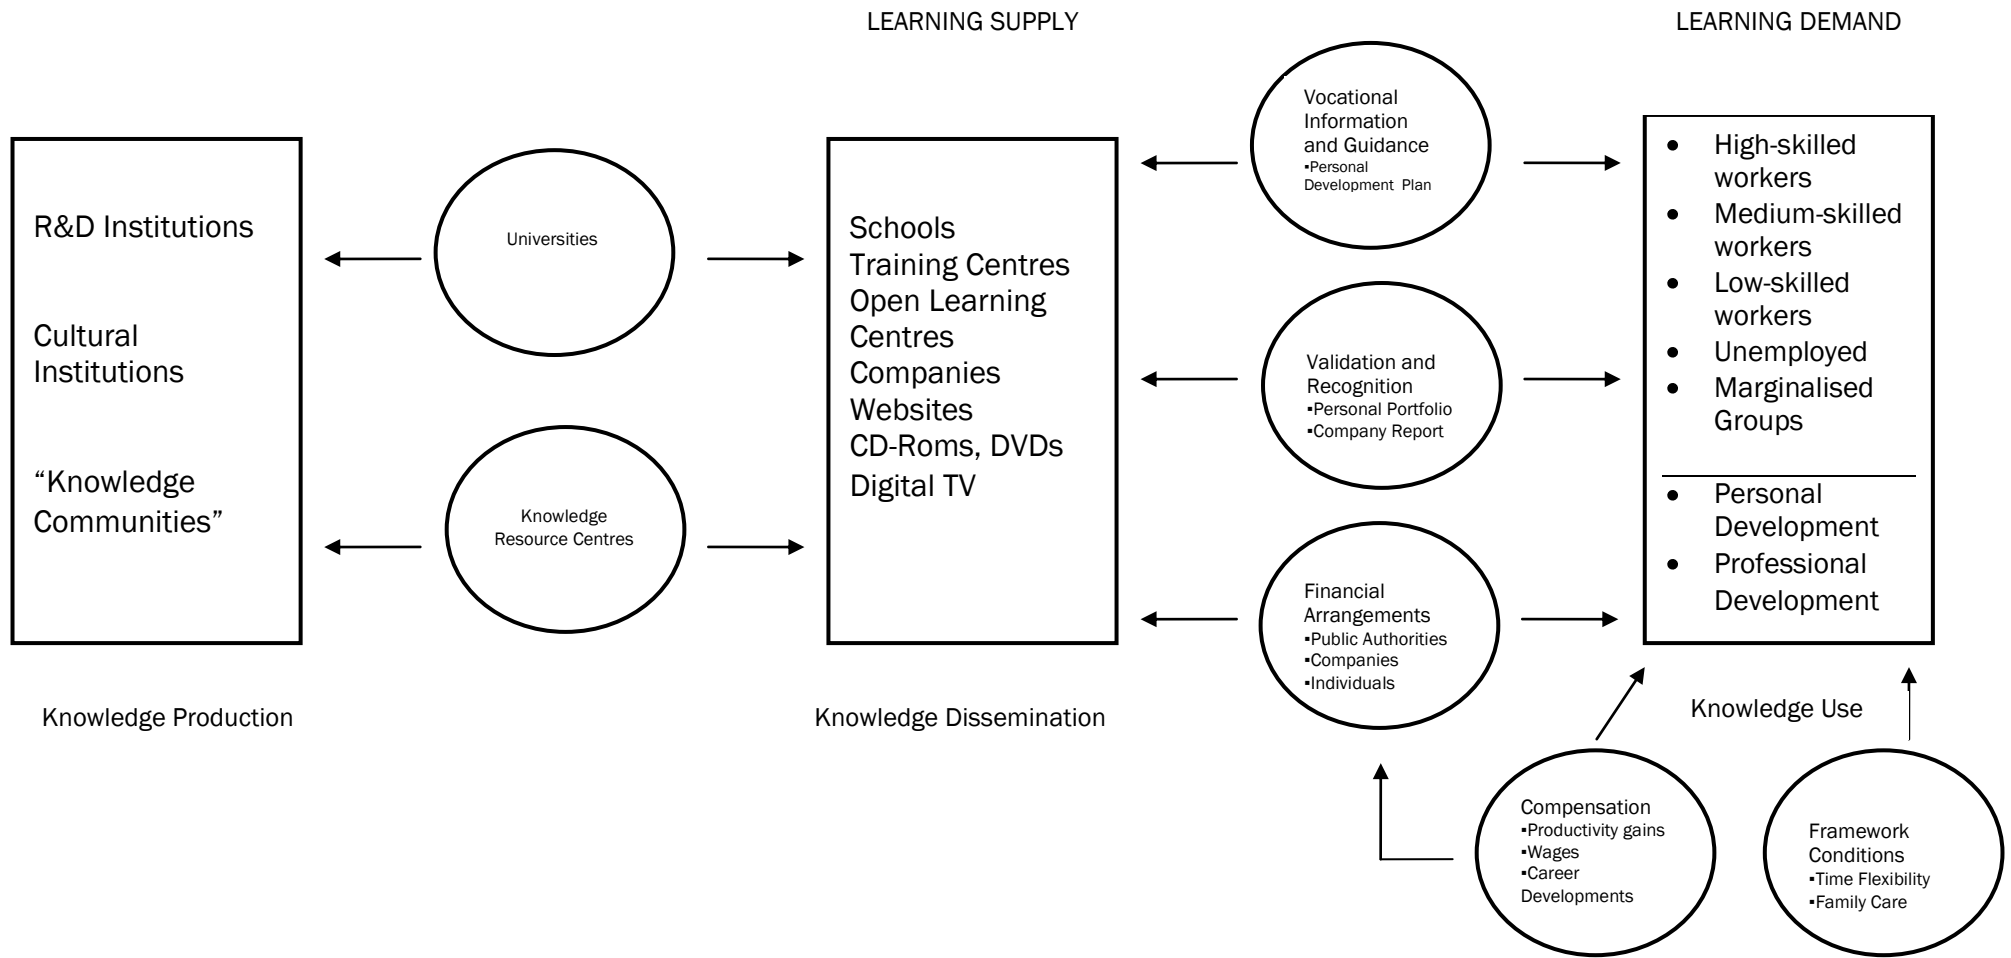 LEARNING SUPPLY
LEARNING DEMAND
R&D Institutions
Cultural
Institutions
“Knowledge
Communities”
Knowledge Production
Universities
Knowledge
Resource Centres
Schools
Training Centres
Open Learning
Centres
Companies
Websites
CD-Roms, DVDs
Digital TV
Knowledge Dissemination
Vocational
Information
and Guidance
▪Personal
Development Plan
Validation and
Recognition
▪Personal Portfolio
▪Company Report
Financial
Arrangements
▪Public Authorities
▪Companies
▪Individuals
• High-skilled
workers
• Medium-skilled
workers
• Low-skilled
workers
• Unemployed
• Marginalised
Groups
• Personal
Development
• Professional
Development
Knowledge Use
Compensation
▪Productivity gains
▪Wages
▪Career
Developments
Framework
Conditions
▪Time Flexibility
▪Family Care